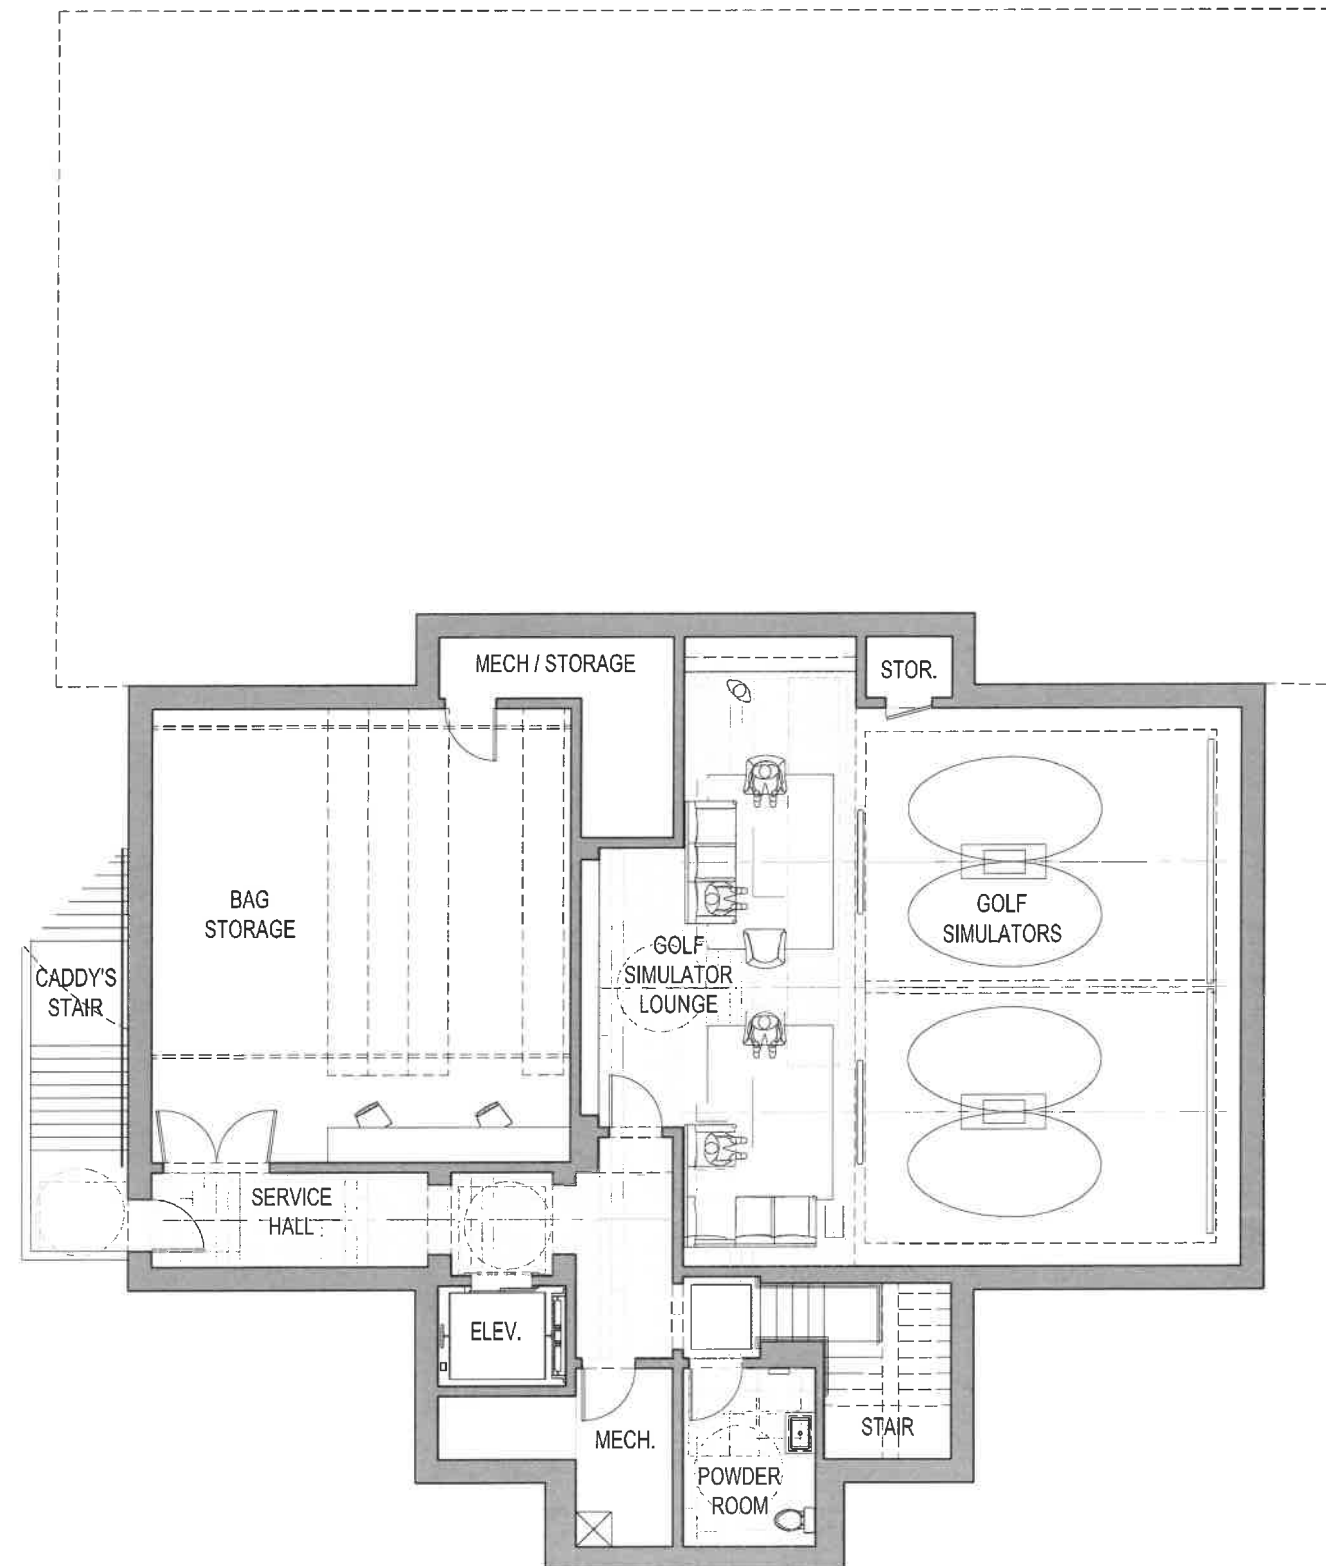 MECH / STORAGE
STOR.
BAG
STORAGE
GOLF
SIMULATORS
GOLF
SIMULATOR
LOUNGE
CADDY'S
STAIR
SERVICE
HALL
ELEV.
MECH.
STAIR
POWDER
ROOM